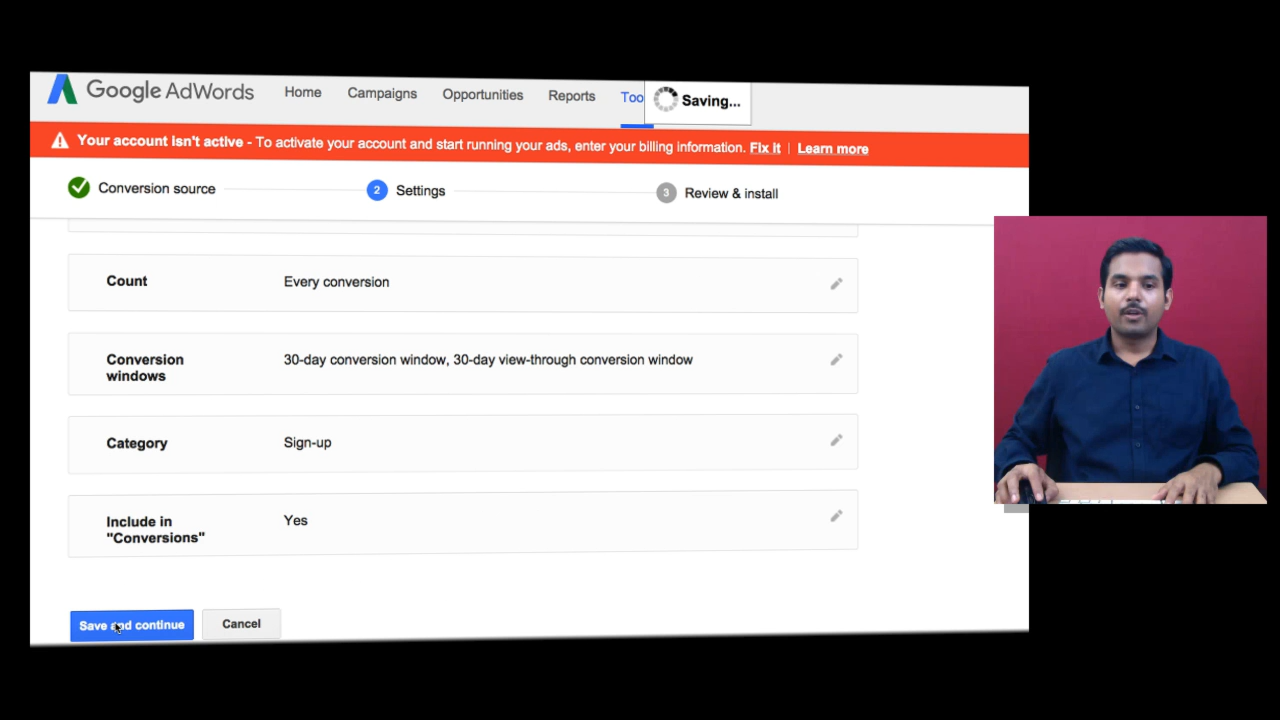 Google AdWords Home Campaigns Opportunities Reports Too Saving...
Your account isn't active - To activate your account and start running your ads, enter your billing information. Fix it | Learn more
Conversion source 2 Settings 3 Review & install
Count Every conversion
Conversion windows 30-day conversion window, 30-day view-through conversion window
Category Sign-up
Include in "Conversions" Yes
Save and continue Cancel